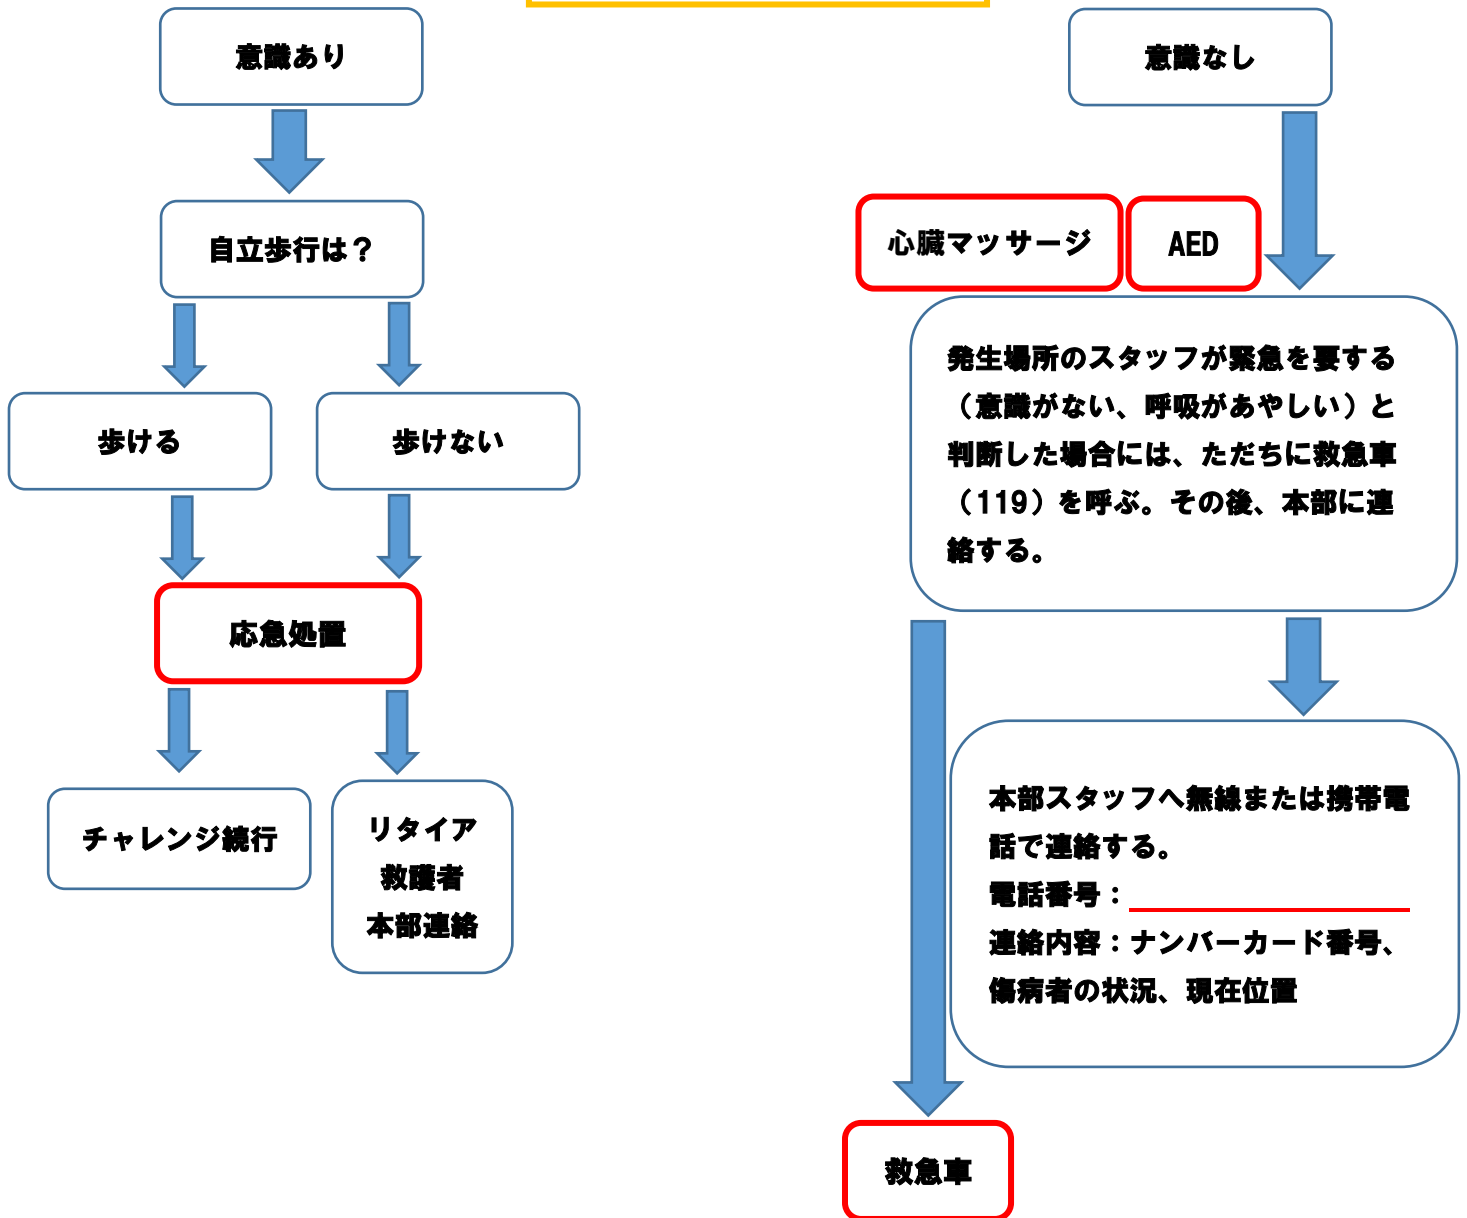 意識あり
意識なし
自立歩行は？
心臓マッサージ
AED
歩ける
歩けない
発生場所のスタッフが緊急を要する
（意識がない、呼吸があやしい）と
判断した場合には、ただちに救急車
（119）を呼ぶ。その後、本部に連
絡する。
応急処置
チャレンジ続行
リタイア
救護者
本部連絡
本部スタッフへ無線または携帯電
話で連絡する。
電話番号：
連絡内容：ナンバーカード番号、
傷病者の状況、現在位置
救急車